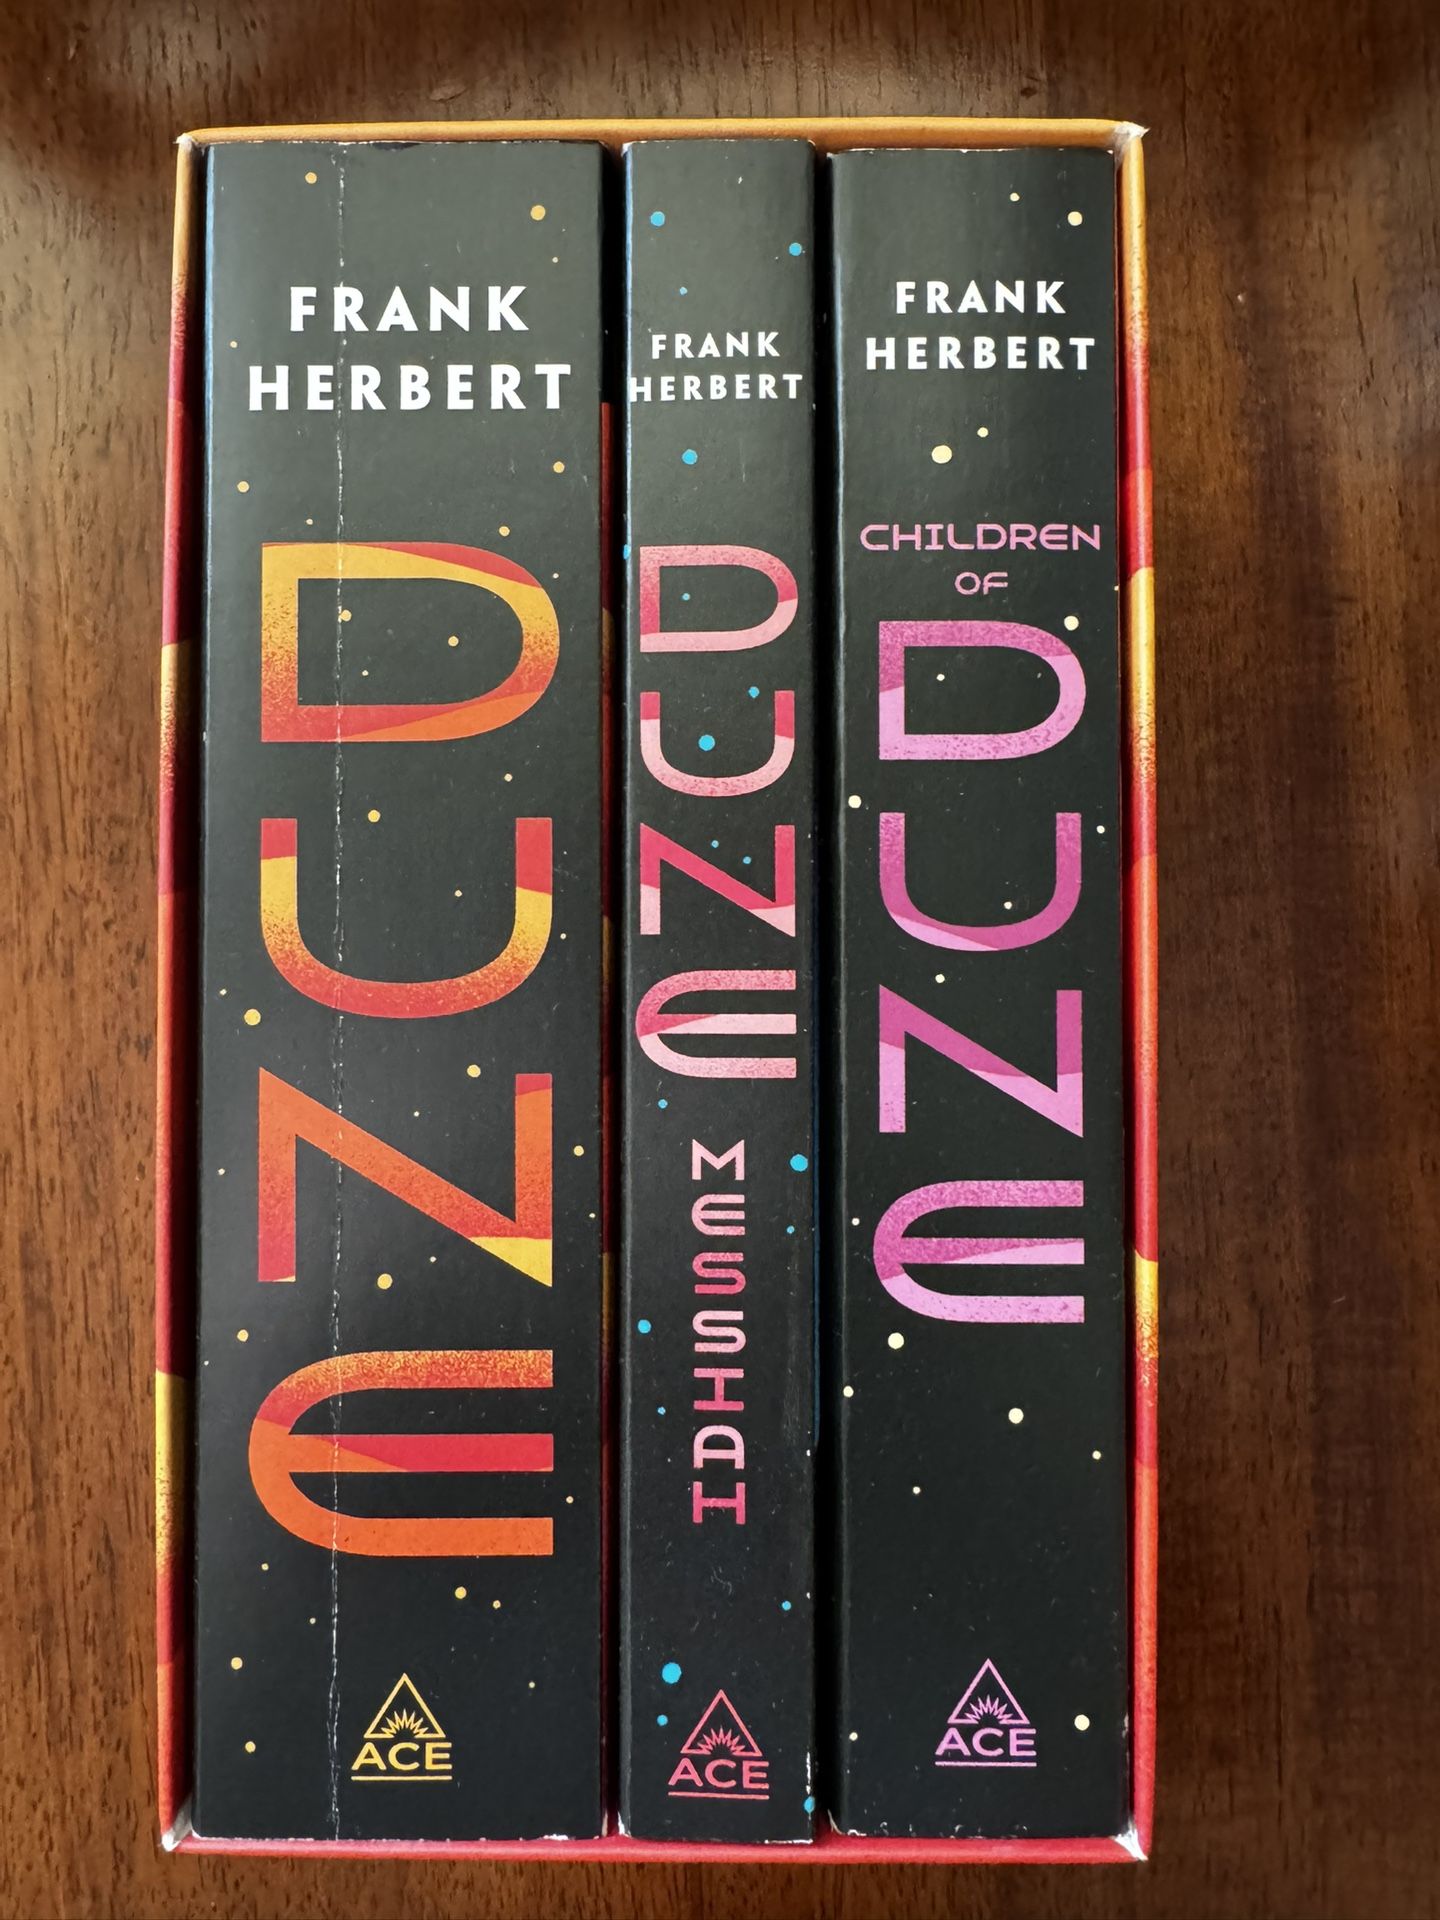 FRANK
HERBERT
DUNE
ACE
FRANK
HERBERT
DUNE
MESSIAH
ACE
FRANK
HERBERT
CHILDREN
OF
DUNE
ACE